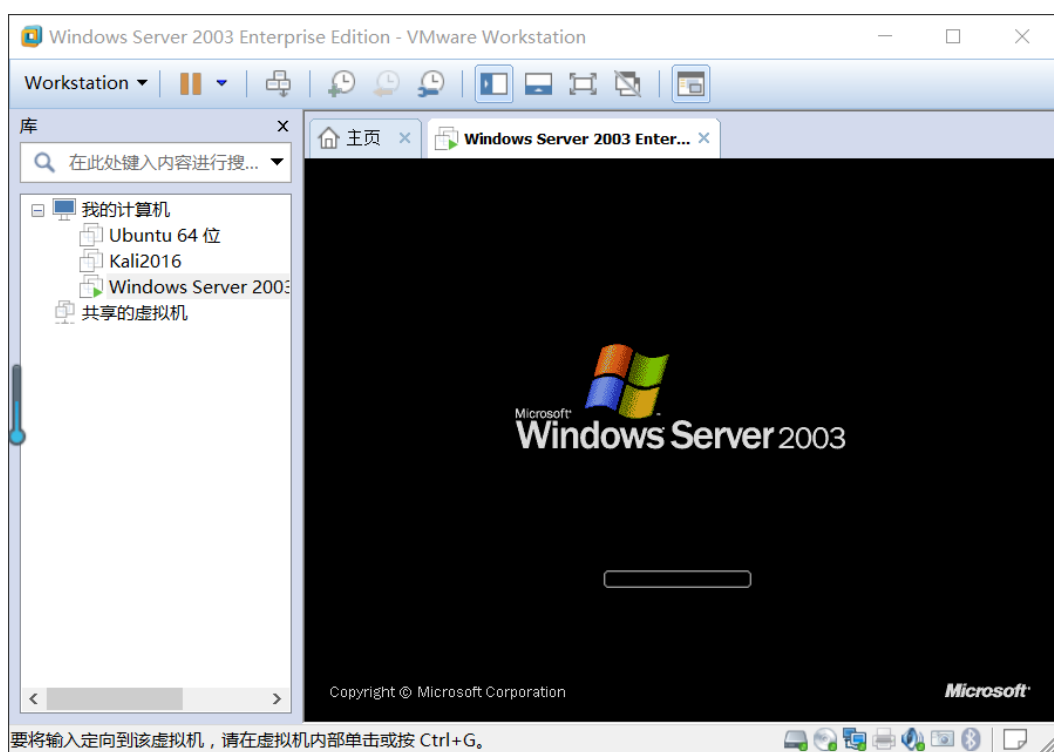 Windows Server 2003 Enterprise Edition - VMware Workstation
Workstation
库
主页
Windows Server 2003 Enter...
在此处键入内容进行搜...
我的计算机
Ubuntu 64 位
Kali2016
Windows Server 2003
共享的虚拟机
Microsoft
Windows Server 2003
Copyright © Microsoft Corporation
Microsoft
要将输入定向到该虚拟机，请在虚拟机内部单击或按 Ctrl+G。